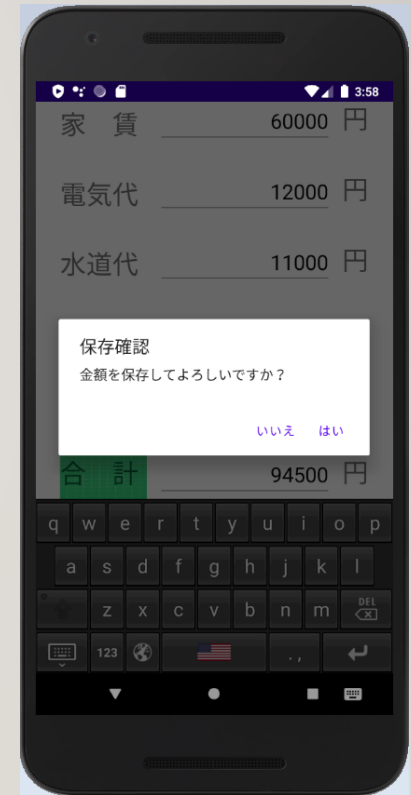 3:58
家 賃 60000 円
電気代 12000 円
水道代 11000 円
保存確認
金額を保存してよろしいですか？
いいえ はい
合 計 94500 円
q w e r t y u i o p
a s d f g h j k l
z x c v b n m DEL
123 .,